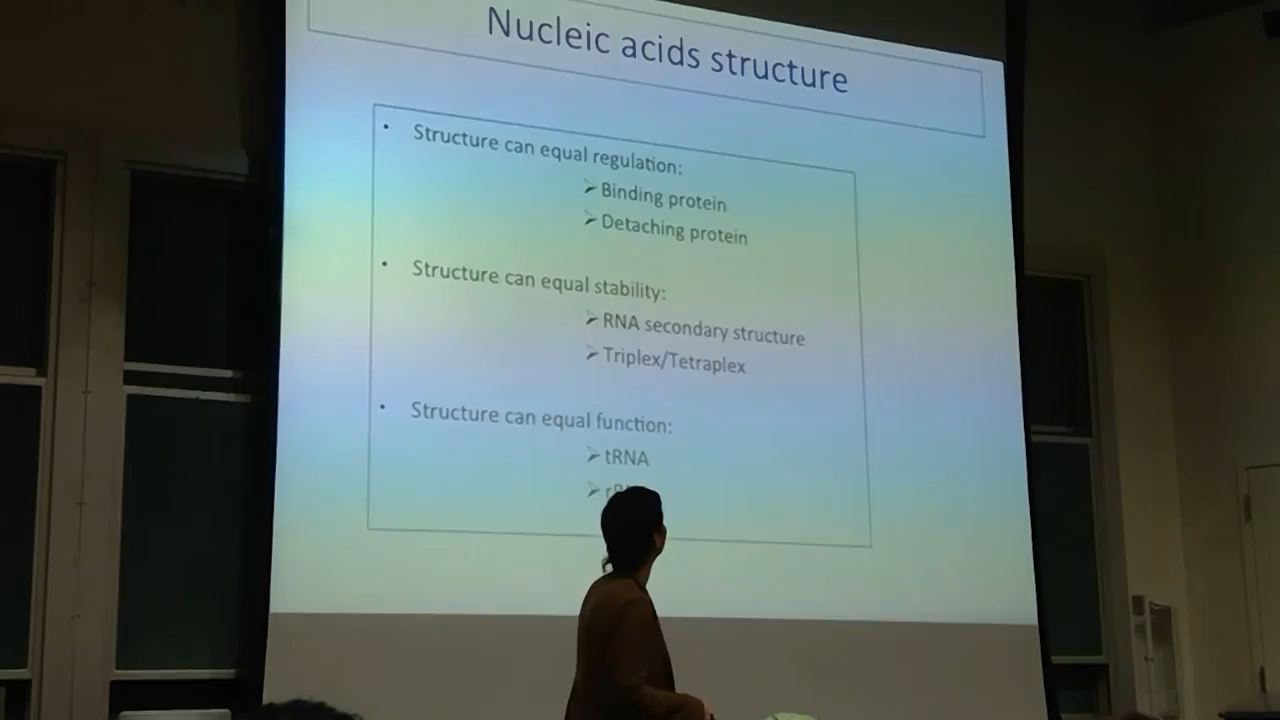 Nucleic acids structure
• Structure can equal regulation:
➢ Binding protein
➢ Detaching protein
• Structure can equal stability:
➢ RNA secondary structure
➢ Triplex/Tetraplex
• Structure can equal function:
➢ tRNA